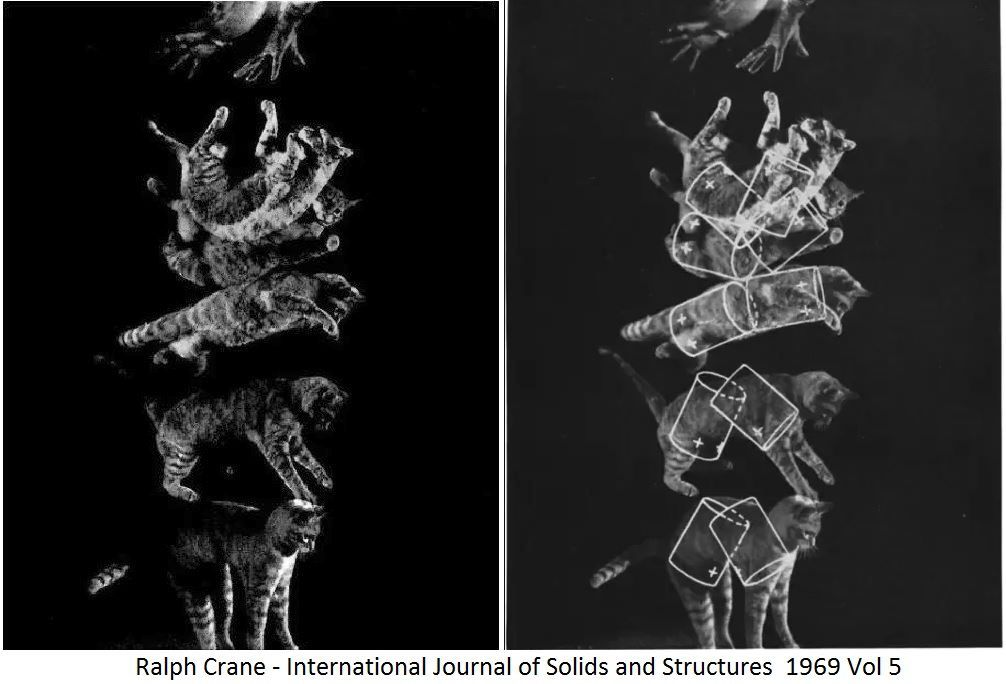 Ralph Crane - International Journal of Solids and Structures  1969 Vol 5